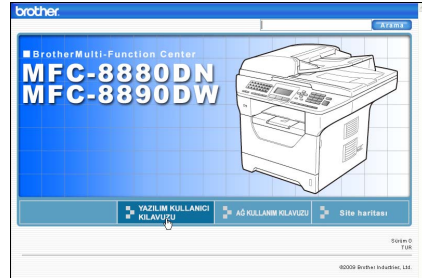 brother.
Arama
BrotherMulti-Function Center
MFC-8880DN
MFC-8890DW
YAZILIM KULLANICI
KILAVUZU
AĞ KULLANIM KILAVUZU
Site haritası
Sürüm 0
TUR
©2009 Brother Industries, Ltd.